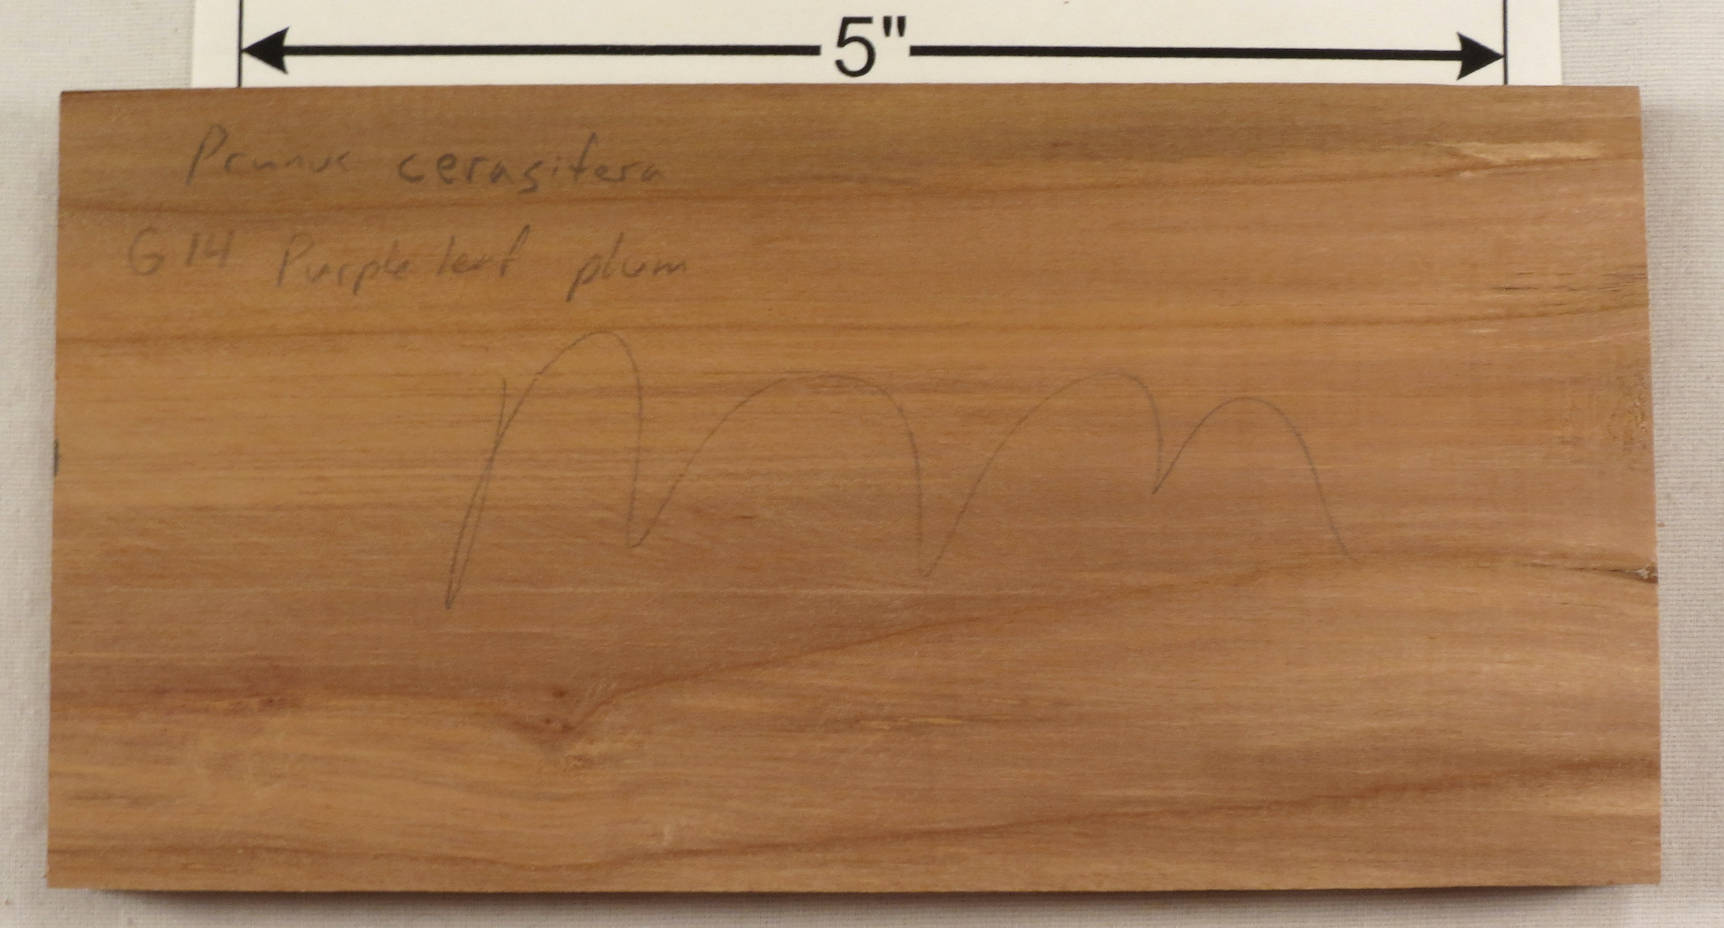 5"
Prunus cerasifera
G14 Purple leaf plum